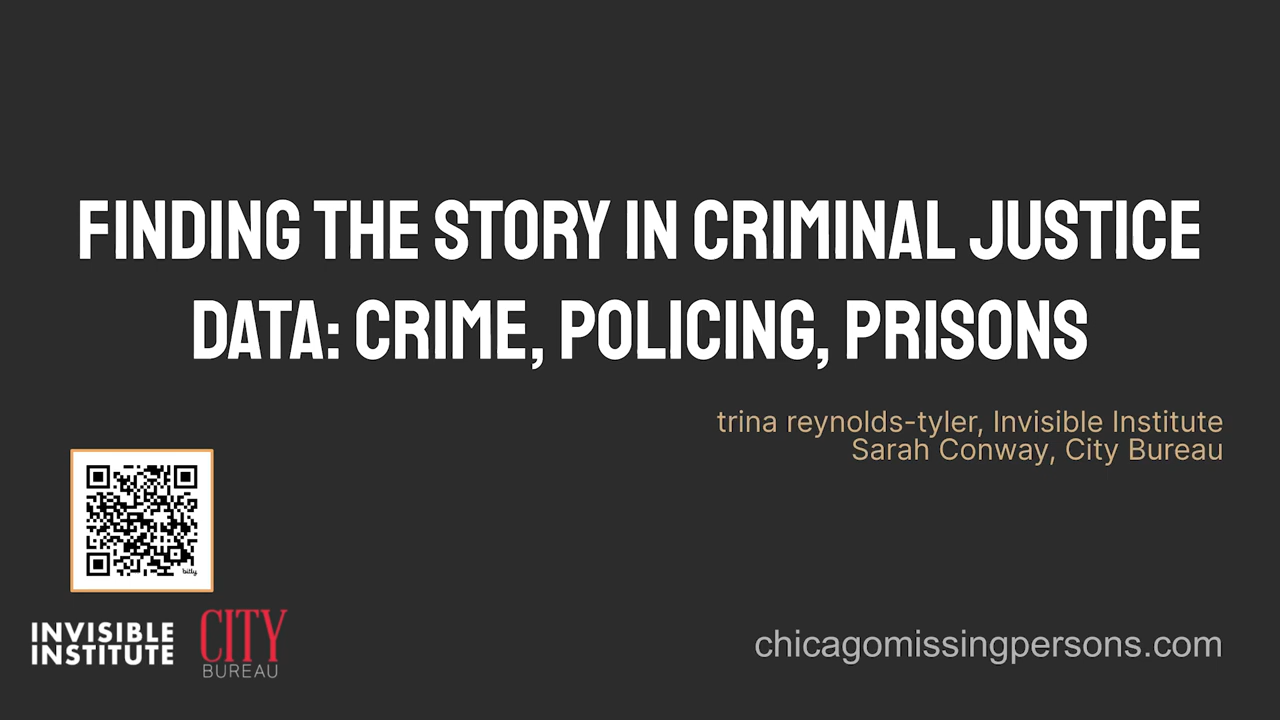 FINDING THE STORY IN CRIMINAL JUSTICE
DATA: CRIME, POLICING, PRISONS
trina reynolds-tyler, Invisible Institute
Sarah Conway, City Bureau
bitly
INVISIBLE
INSTITUTE
CITY
BUREAU
chicagomissingpersons.com